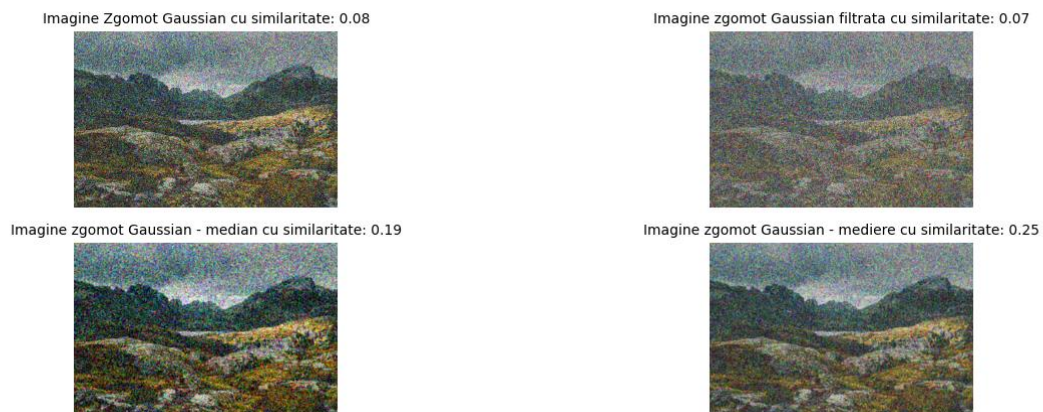 Imagine Zgomot Gaussian cu similaritate: 0.08
Imagine zgomot Gaussian filtrata cu similaritate: 0.07
Imagine zgomot Gaussian - median cu similaritate: 0.19
Imagine zgomot Gaussian - mediere cu similaritate: 0.25